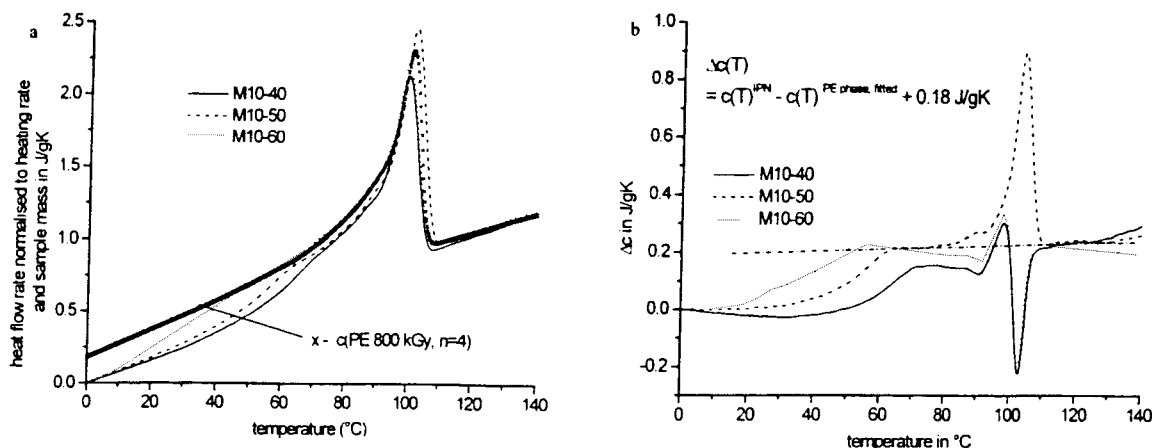 a
2.5
2.0
1.5
1.0
0.5
0.0
heat flow rate normalised to heating rate
and sample mass in J/gK
M10-40
M10-50
M10-60
x - c(PE 800 kGy, n=4)
0 20 40 60 80 100 120 140
temperature (°C)
b
1.0
0.8
0.6
0.4
0.2
0.0
-0.2
Δc in J/gK
Δc(T)
= c(T)^IPN - c(T)^PE phase, fitted + 0.18 J/gK
M10-40
M10-50
M10-60
0 20 40 60 80 100 120 140
temperature in °C